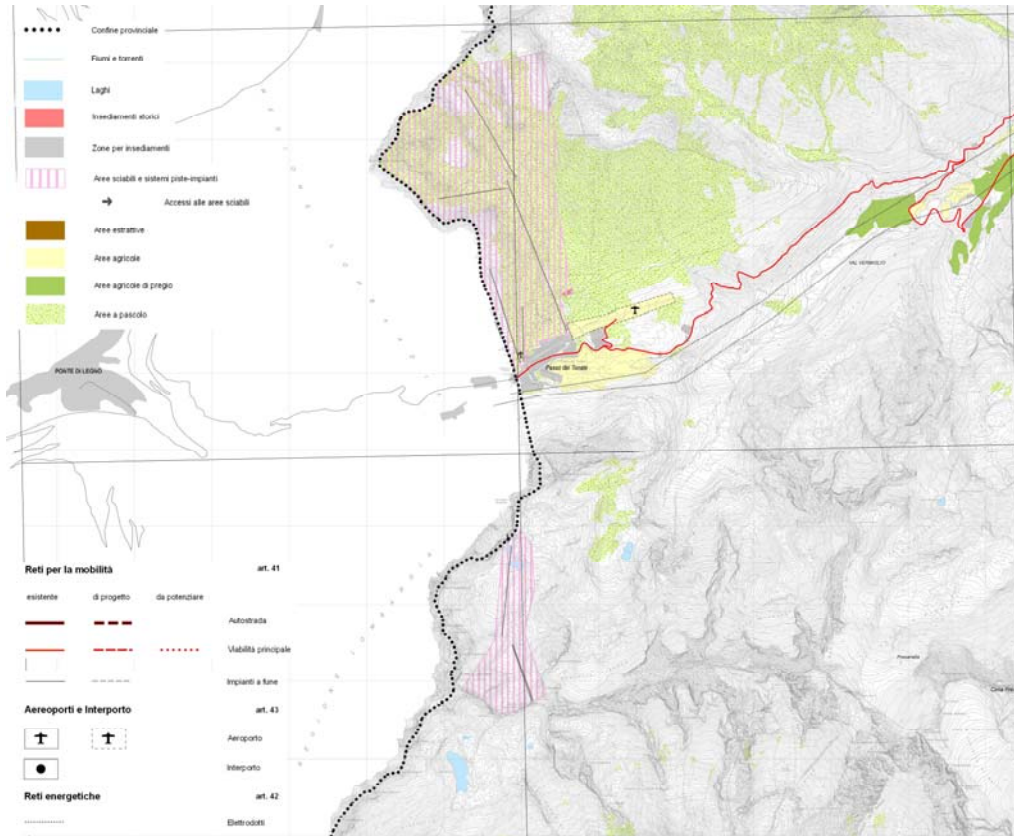 Confine provinciale
Fiumi e torrenti
Laghi
Insediamenti storici
Zone per insediamenti
Aree sciabili e sistemi piste-impianti
Accessi alle aree sciabili
Aree estrattive
Aree agricole
Aree agricole di pregio
Aree a pascolo
VAL VERMIGLIO
PONTE DI LEGNO
Passo del Tonale
Reti per la mobilità art. 41
esistente di progetto da potenziare
Autostrada
Viabilità principale
Impianti a fune
Presanella
Cima
Aereoporti e Interporto art. 43
Aeroporto
Interporto
Reti energetiche art. 42
Elettrodotti